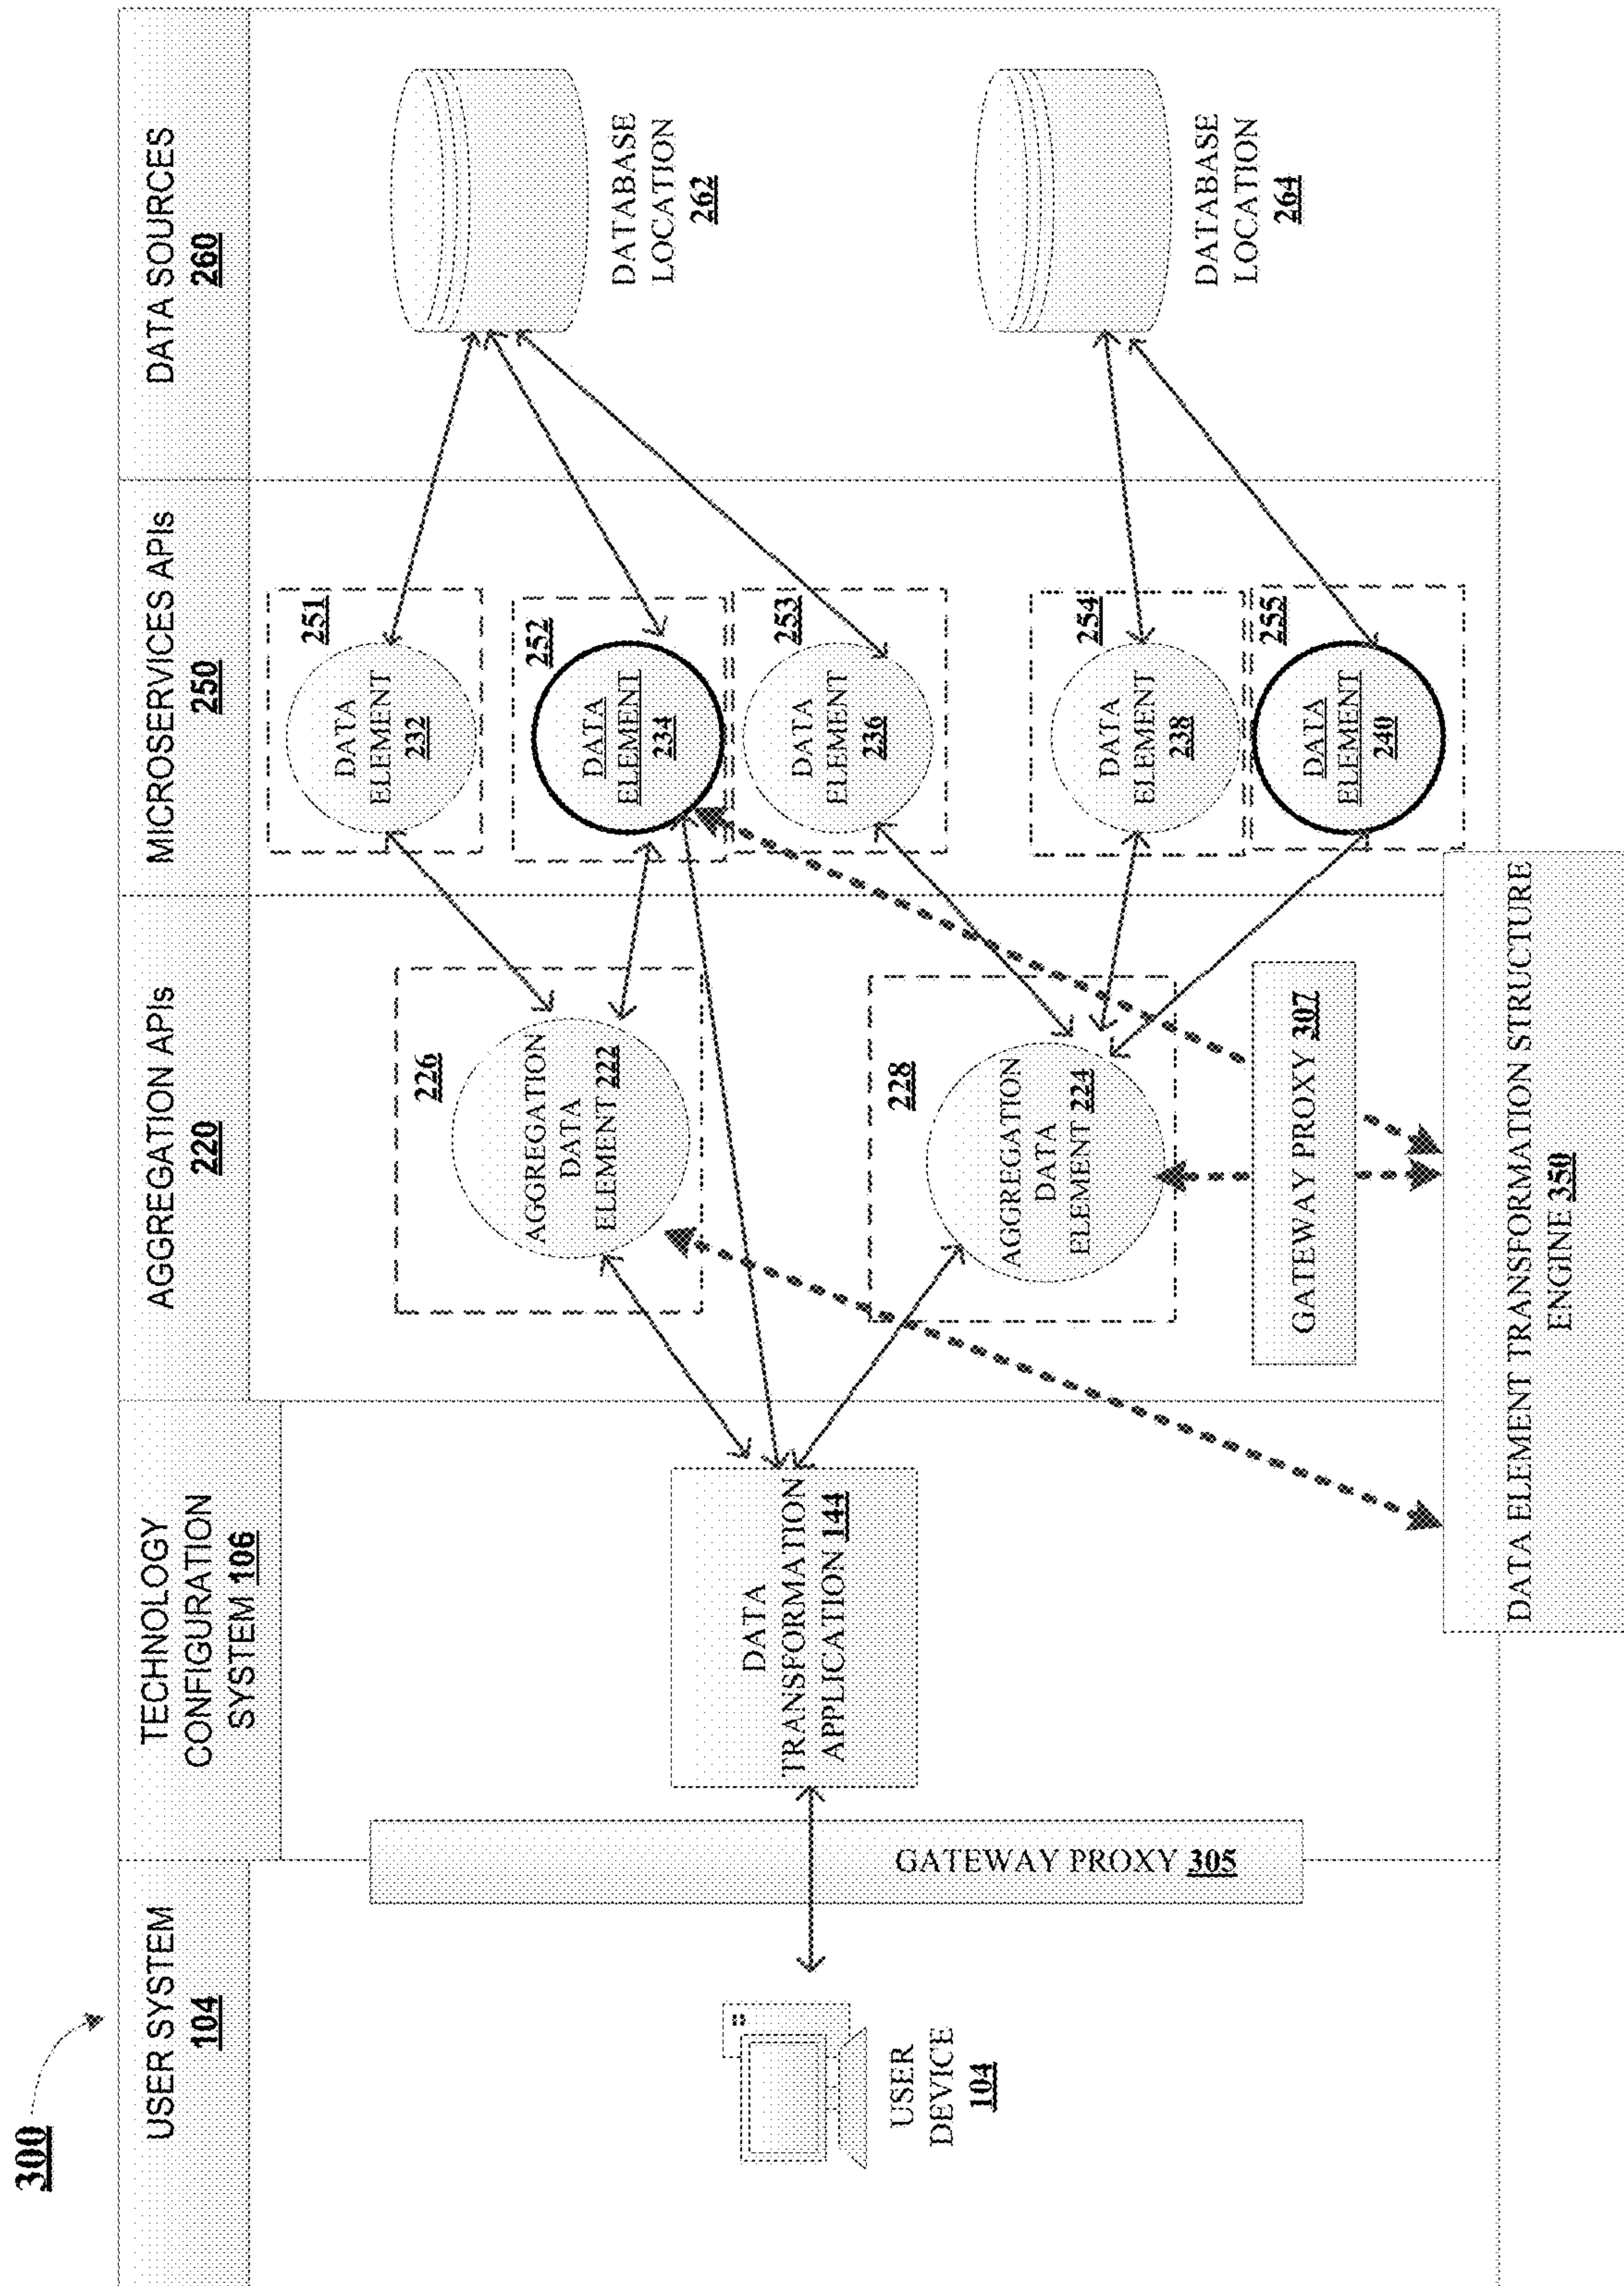 300
USER SYSTEM
104
TECHNOLOGY
CONFIGURATION
SYSTEM 106
AGGREGATION APIs
220
MICROSERVICES APIs
250
DATA SOURCES
260
USER
DEVICE
104
GATEWAY PROXY 305
DATA
TRANSFORMATION
APPLICATION 144
226
AGGREGATION
DATA
ELEMENT 222
228
AGGREGATION
DATA
ELEMENT 224
GATEWAY PROXY 307
251
DATA
ELEMENT
232
252
DATA
ELEMENT
234
253
DATA
ELEMENT
236
254
DATA
ELEMENT
238
255
DATA
ELEMENT
240
DATABASE
LOCATION
262
DATABASE
LOCATION
264
DATA ELEMENT TRANSFORMATION STRUCTURE
ENGINE 350